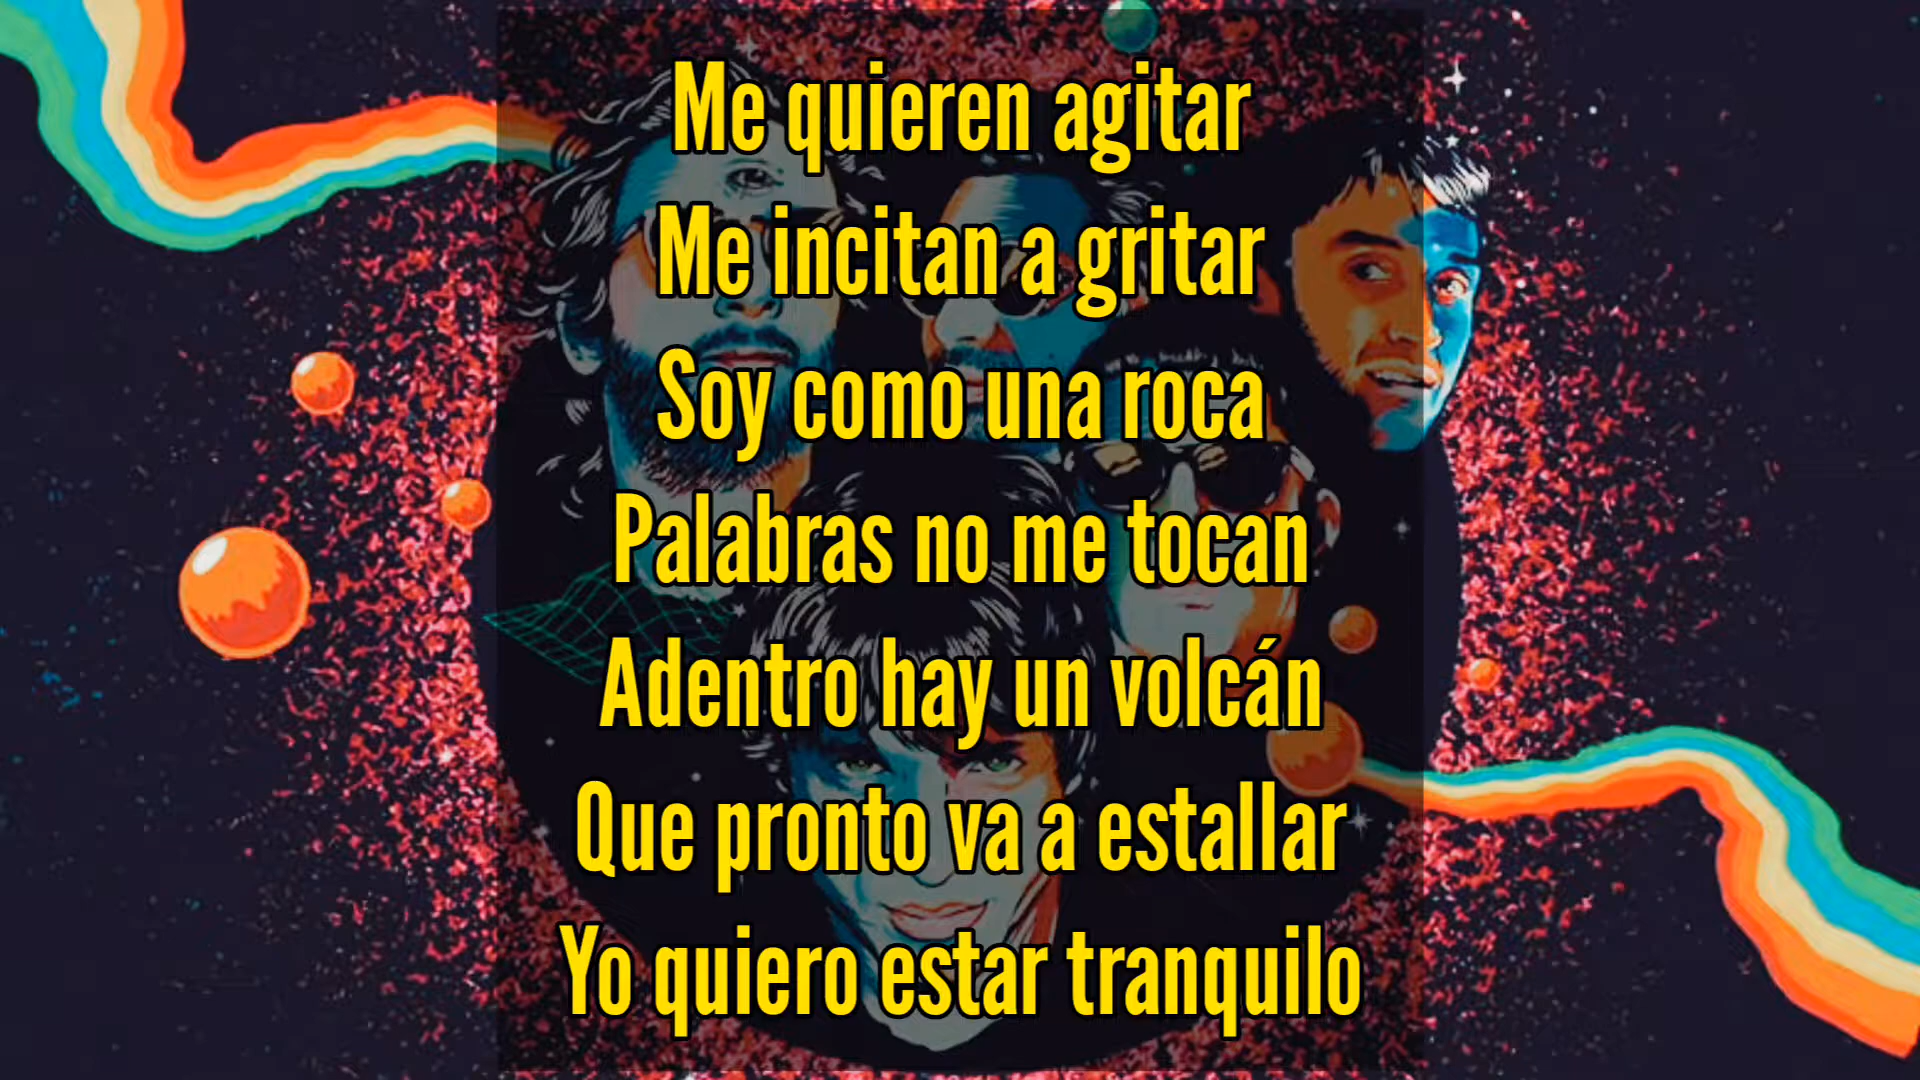 Me quieren agitar
Me incitan a gritar
Soy como una roca
Palabras no me tocan
Adentro hay un volcán
Que pronto va a estallar
Yo quiero estar tranquilo